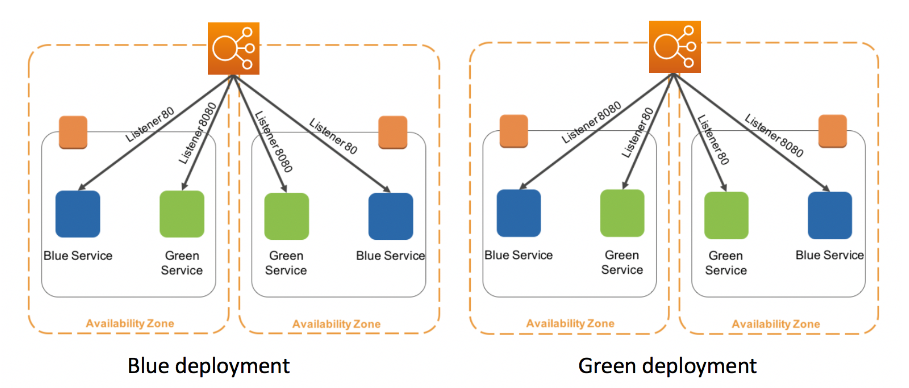 Listener 80
Listener 8080
Listener 8080
Listener 80
Blue Service
Green
Service
Green
Service
Blue Service
Availability Zone
Availability Zone
Blue deployment
Listener 8080
Listener 80
Listener 80
Listener 8080
Blue Service
Green
Service
Green
Service
Blue Service
Availability Zone
Availability Zone
Green deployment